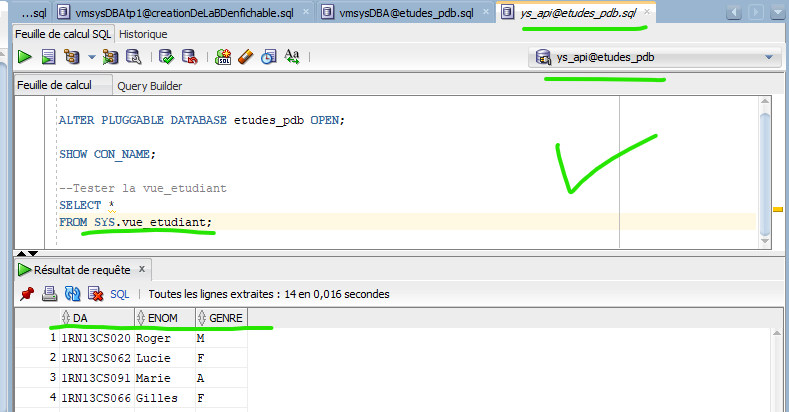 ...sql
vmsysDBAtp1@creationDeLaBDenfichable.sql
vmsysDBA@etudes_pdb.sql
ys_api@etudes_pdb.sql
Feuille de calcul SQL
Historique
ys_api@etudes_pdb
Feuille de calcul
Query Builder
ALTER PLUGGABLE DATABASE etudes_pdb OPEN;
SHOW CON_NAME;
--Tester la vue_etudiant
SELECT *
FROM SYS.vue_etudiant;
Résultat de requête x
SQL | Toutes les lignes extraites : 14 en 0,016 secondes
DA ENOM GENRE
1 1RN13CS020 Roger M
2 1RN13CS062 Lucie F
3 1RN13CS091 Marie A
4 1RN13CS066 Gilles F